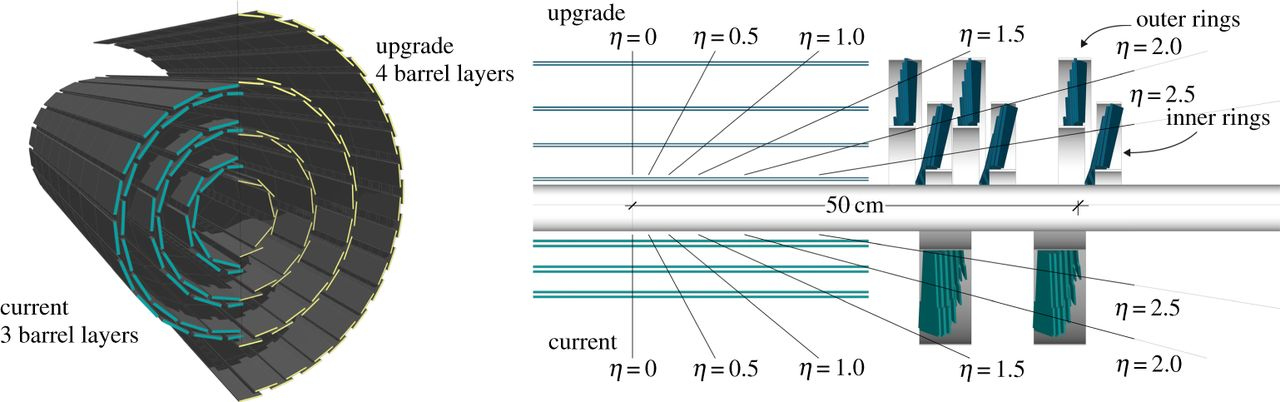 upgrade
4 barrel layers
current
3 barrel layers
upgrade
η = 0
η = 0.5
η = 1.0
η = 1.5
outer rings
η = 2.0
η = 2.5
inner rings
50 cm
current
η = 0
η = 0.5
η = 1.0
η = 1.5
η = 2.5
η = 2.0